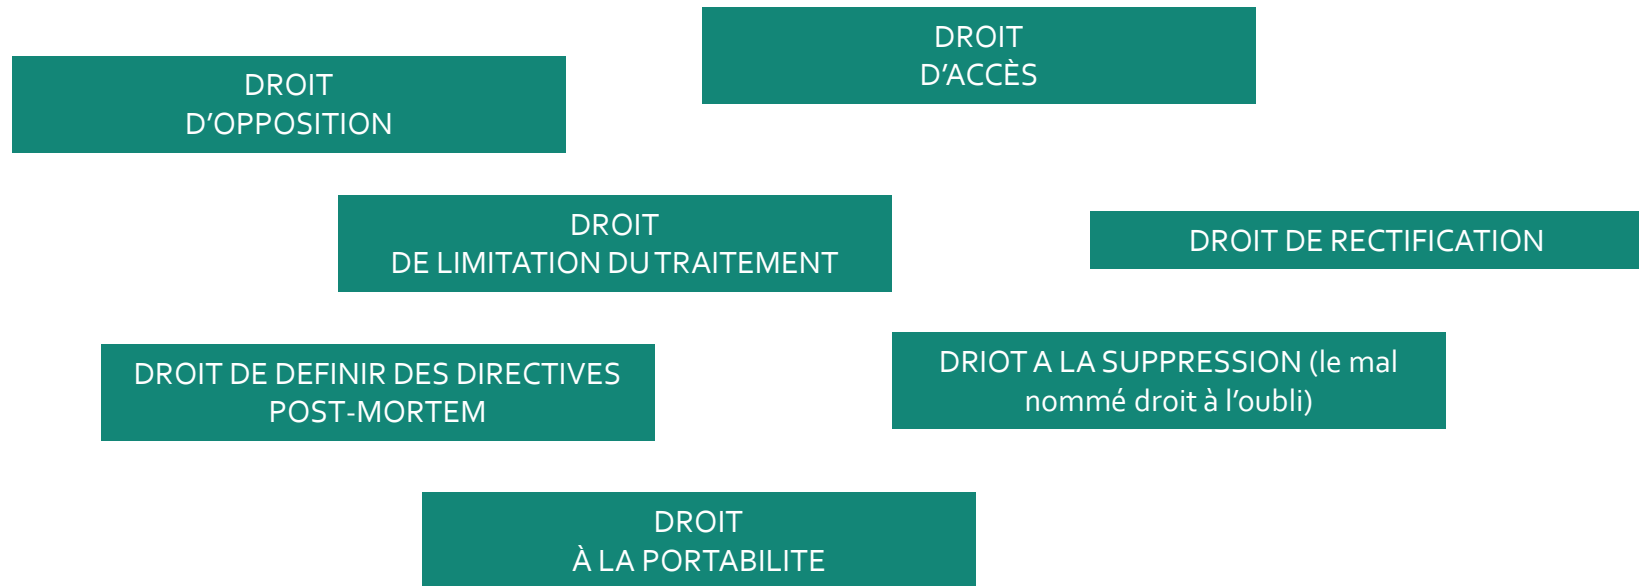 DROIT
D'ACCÈS
DROIT
D'OPPOSITION
DROIT
DE LIMITATION DU TRAITEMENT
DROIT DE RECTIFICATION
DROIT DE DEFINIR DES DIRECTIVES
POST-MORTEM
DRIOT A LA SUPPRESSION (le mal
nommé droit à l'oubli)
DROIT
À LA PORTABILITE